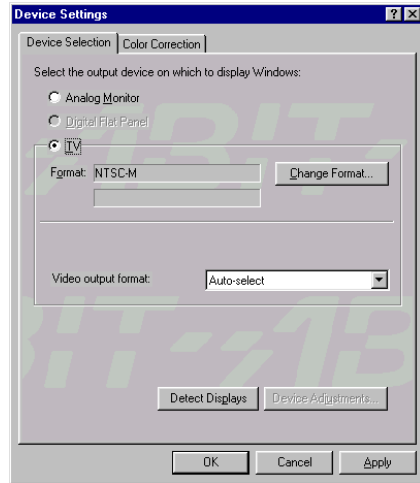 Device Settings
Device Selection Color Correction
Select the output device on which to display Windows:
Analog Monitor
Digital Flat Panel
TV
Format: NTSC-M Change Format...
Video output format: Auto-select
Detect Displays Device Adjustments...
OK Cancel Apply